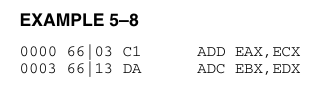 EXAMPLE 5–8
0000 66|03 C1 ADD EAX,ECX
0003 66|13 DA ADC EBX,EDX